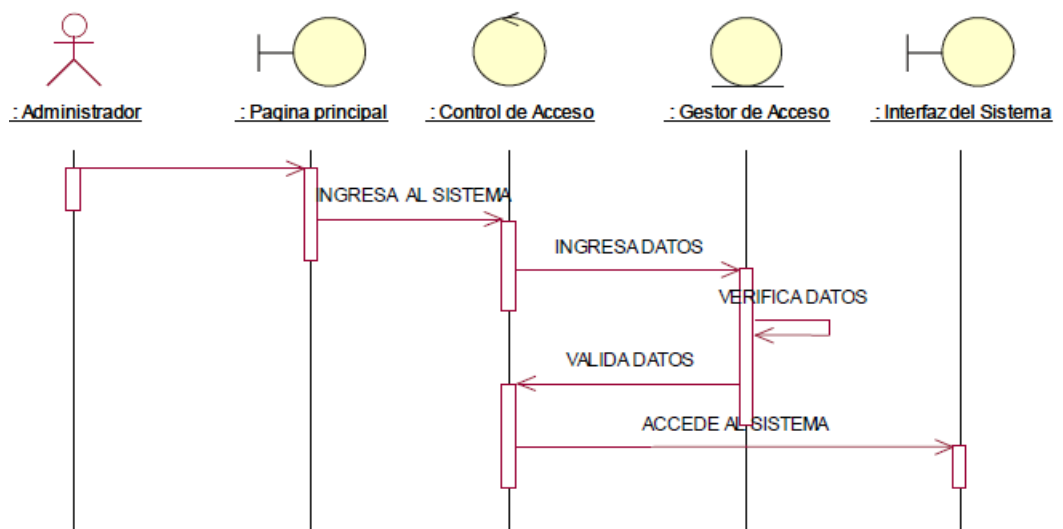 : Administrador
: Pagina principal
: Control de Acceso
: Gestor de Acceso
: Interfaz del Sistema
INGRESA AL SISTEMA
INGRESA DATOS
VERIFICA DATOS
VALIDA DATOS
ACCEDE AL SISTEMA